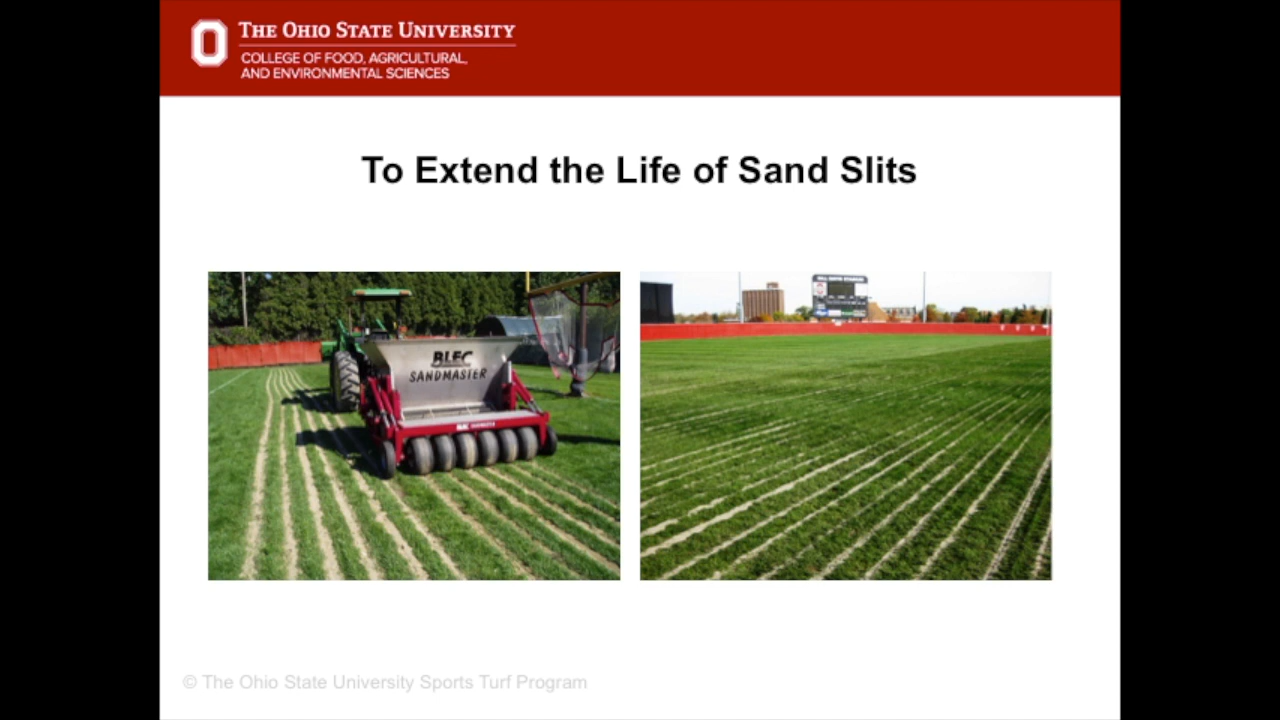 THE OHIO STATE UNIVERSITY
COLLEGE OF FOOD, AGRICULTURAL,
AND ENVIRONMENTAL SCIENCES
To Extend the Life of Sand Slits
BLEC
SANDMASTER
© The Ohio State University Sports Turf Program